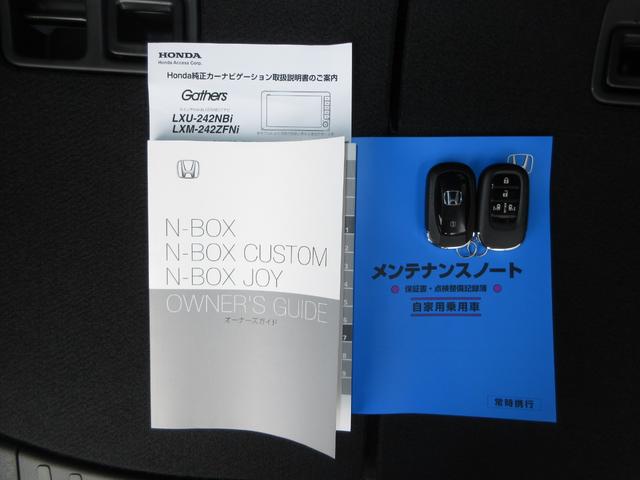 HONDA
Honda Access Corp.
Honda純正カーナビゲーション取扱説明書のご案内
Gathers
LXU-242NBi
LXM-242ZFNi
N-BOX
N-BOX CUSTOM
N-BOX JOY
OWNER'S GUIDE
オーナーズガイド
メンテナンスノート
保証書・点検整備記録簿
自家用乗用車
常時携行